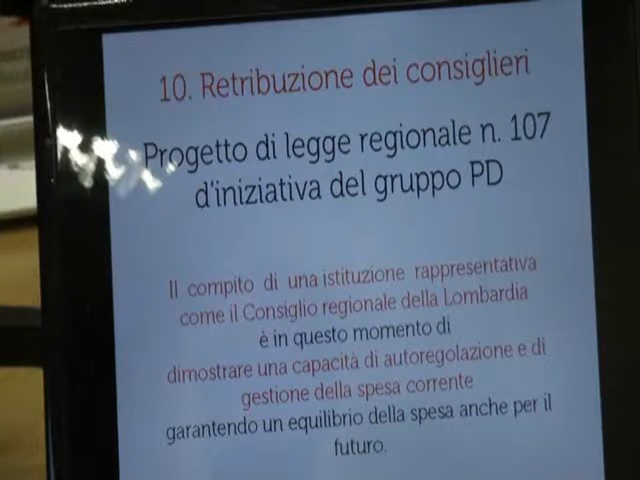 10. Retribuzione dei consiglieri
Progetto di legge regionale n. 107
d'iniziativa del gruppo PD
Il compito di una istituzione rappresentativa
come il Consiglio regionale della Lombardia
è in questo momento di
dimostrare una capacità di autoregolazione e di
gestione della spesa corrente
garantendo un equilibrio della spesa anche per il
futuro.